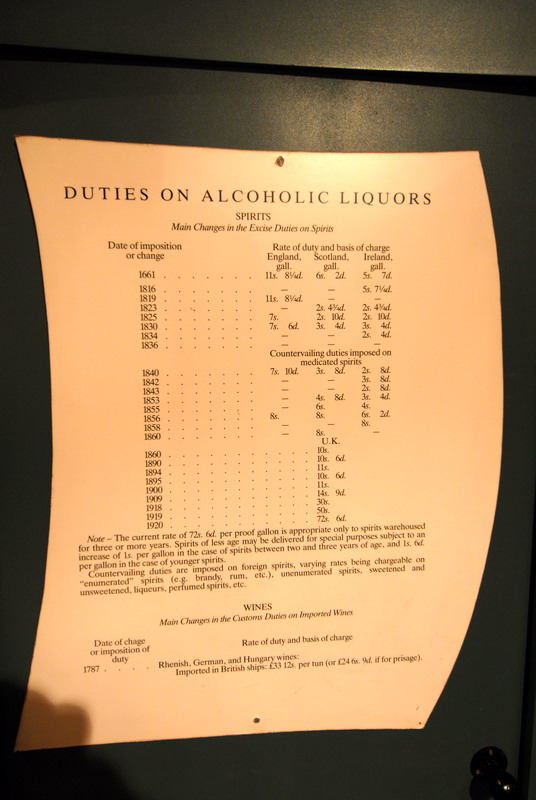 DUTIES ON ALCOHOLIC LIQUORS
SPIRITS
Main Changes in the Excise Duties on Spirits
Date of imposition Rate of duty and basis of charge
or change England, Scotland, Ireland,
gall. gall. gall.
1661 . . . . . . . 11s. 8¼d. 6s. 2d. 5s. 7d.
1816 . . . . . . . — — 5s. 7¼d.
1819 . . . . . . . 11s. 8¼d. — —
1823 . . . . . . . — 2s. 4¾d. 2s. 4¾d.
1825 . . . . . . . 7s. 2s. 10d. 2s. 10d.
1830 . . . . . . . 7s. 6d. 3s. 4d. 3s. 4d.
1834 . . . . . . . — — 2s. 4d.
1836 . . . . . . . — — —
Countervailing duties imposed on
medicated spirits
1840 . . . . . . . 7s. 10d. 3s. 8d. 2s. 8d.
1842 . . . . . . . — — 3s. 8d.
1843 . . . . . . . — — 2s. 8d.
1853 . . . . . . . — 4s. 8d. 3s. 4d.
1855 . . . . . . . — 6s. 4s.
1856 . . . . . . . 8s. 8s. 6s. 2d.
1858 . . . . . . . — — 8s.
1860 . . . . . . . — 8s. —
U.K.
1860 . . . . . . . . . . 10s.
1890 . . . . . . . . . . 10s. 6d.
1894 . . . . . . . . . . 11s.
1895 . . . . . . . . . . 10s. 6d.
1900 . . . . . . . . . . 11s.
1909 . . . . . . . . . . 14s. 9d.
1918 . . . . . . . . . . 30s.
1919 . . . . . . . . . . 50s.
1920 . . . . . . . . . . 72s. 6d.
Note – The current rate of 72s. 6d. per proof gallon is appropriate only to spirits warehoused
for three or more years. Spirits of less age may be delivered for special purposes subject to an
increase of 1s. per gallon in the case of spirits between two and three years of age, and 1s. 6d.
per gallon in the case of younger spirits.
Countervailing duties are imposed on foreign spirits, varying rates being chargeable on
"enumerated" spirits (e.g. brandy, rum, etc.), unenumerated spirits, sweetened and
unsweetened, liqueurs, perfumed spirits, etc.
WINES
Main Changes in the Customs Duties on Imported Wines
Date of chage
or imposition of Rate of duty and basis of charge
duty
1787 . . . . Rhenish, German, and Hungary wines:
Imported in British ships: £33 12s. per tun (or £24 6s. 9d. if for prisage).